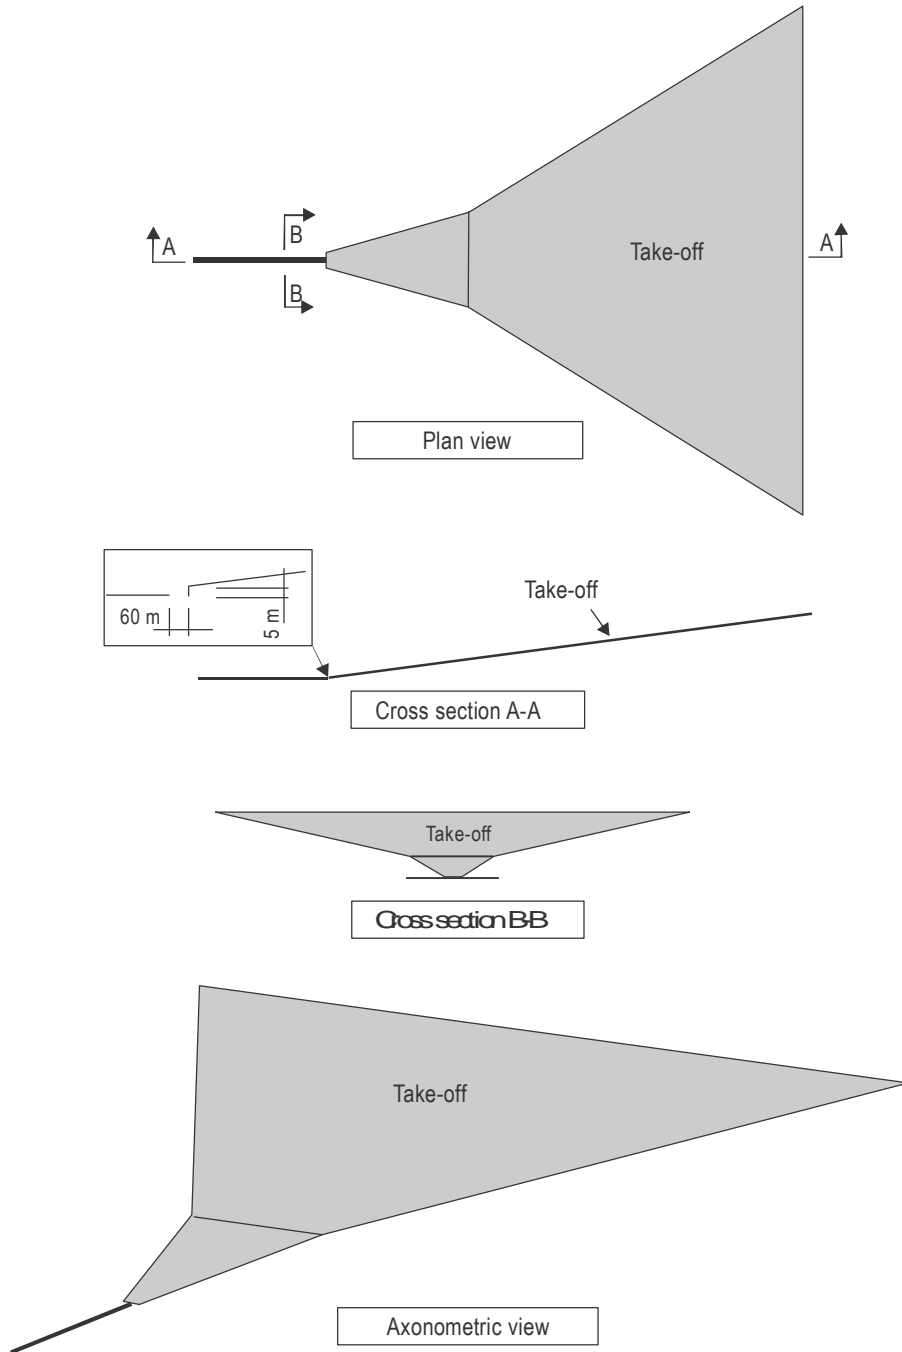 B
A
Take-off
A
B
Plan view
60 m
5 m
Take-off
Cross section A-A
Take-off
Cross section B-B
Take-off
Axonometric view